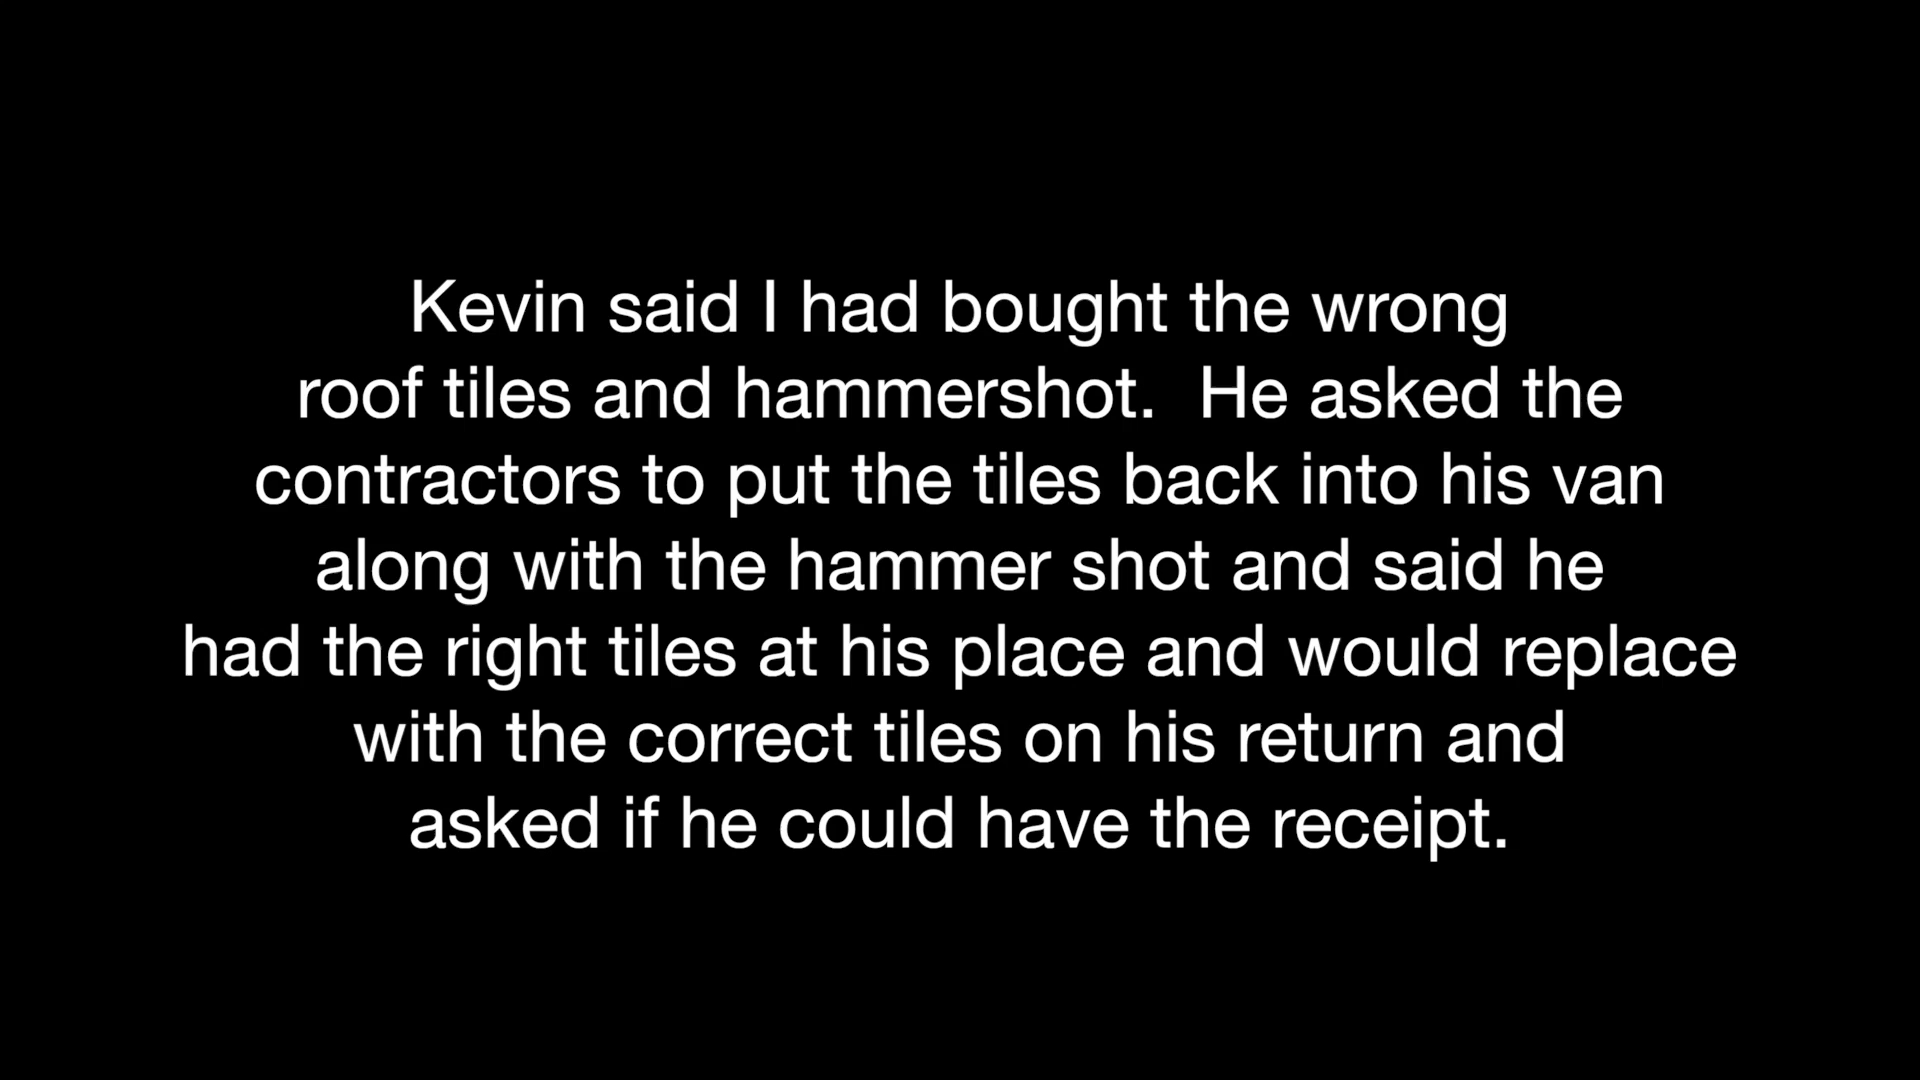 Kevin said I had bought the wrong
roof tiles and hammershot.  He asked the
contractors to put the tiles back into his van
along with the hammer shot and said he
had the right tiles at his place and would replace
with the correct tiles on his return and
asked if he could have the receipt.